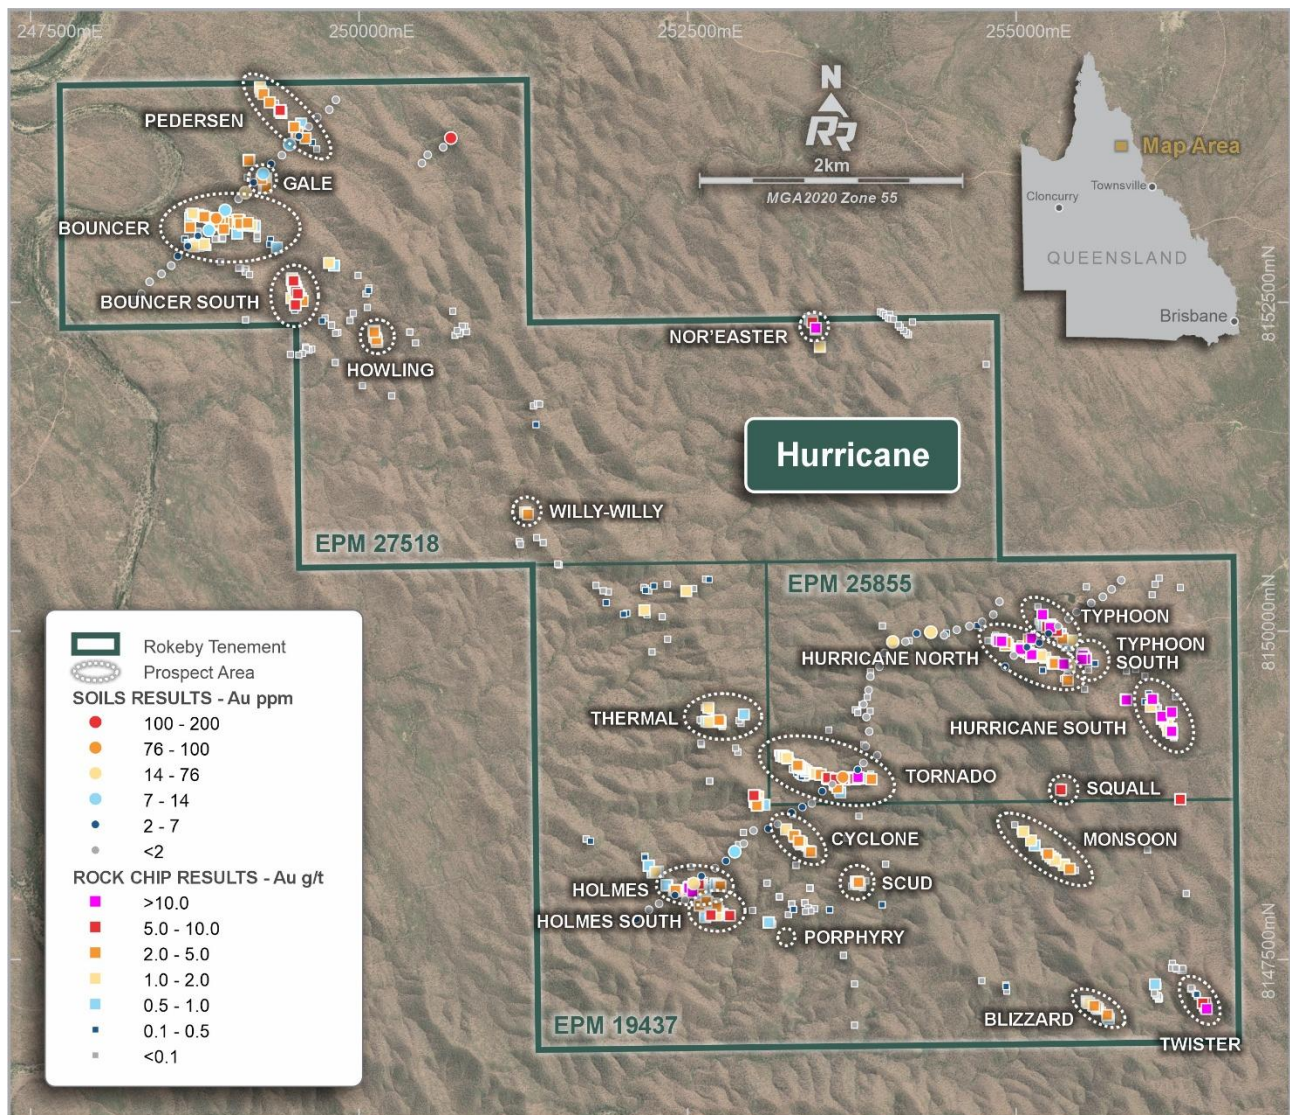 247500mE
250000mE
252500mE
255000mE
N
RR
2km
MGA2020 Zone 55
Map Area
Townsville
Cloncurry
QUEENSLAND
Brisbane
8152500mN
8150000mN
8147500mN
PEDERSEN
GALE
BOUNCER
BOUNCER SOUTH
HOWLING
NOR'EASTER
Hurricane
WILLY-WILLY
EPM 27518
EPM 25855
TYPHOON
TYPHOON
SOUTH
HURRICANE NORTH
HURRICANE SOUTH
THERMAL
TORNADO
SQUALL
CYCLONE
MONSOON
HOLMES
SCUD
HOLMES SOUTH
PORPHYRY
BLIZZARD
TWISTER
EPM 19437
Rokeby Tenement
Prospect Area
SOILS RESULTS - Au ppm
100 - 200
76 - 100
14 - 76
7 - 14
2 - 7
<2
ROCK CHIP RESULTS - Au g/t
>10.0
5.0 - 10.0
2.0 - 5.0
1.0 - 2.0
0.5 - 1.0
0.1 - 0.5
<0.1